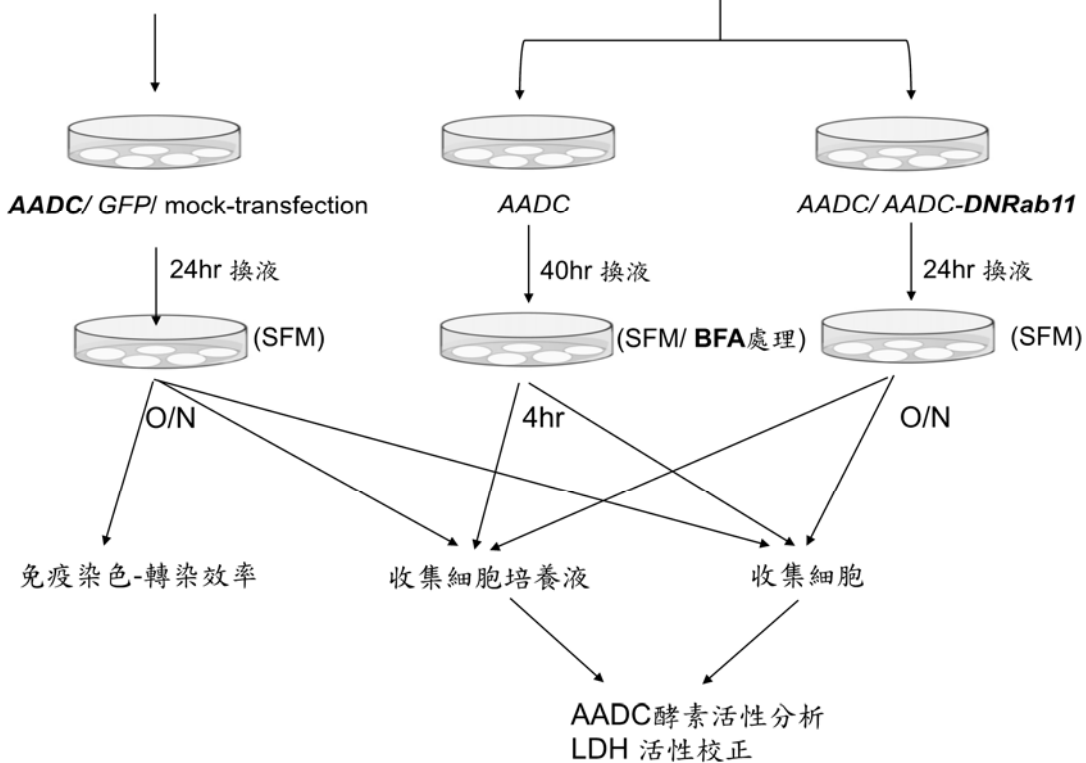 AADC/ GFP/ mock-transfection
AADC
AADC/ AADC-DNRab11
24hr 換液
40hr 換液
24hr 換液
(SFM)
(SFM/ BFA處理)
(SFM)
O/N
4hr
O/N
免疫染色-轉染效率
收集細胞培養液
收集細胞
AADC酵素活性分析
LDH 活性校正